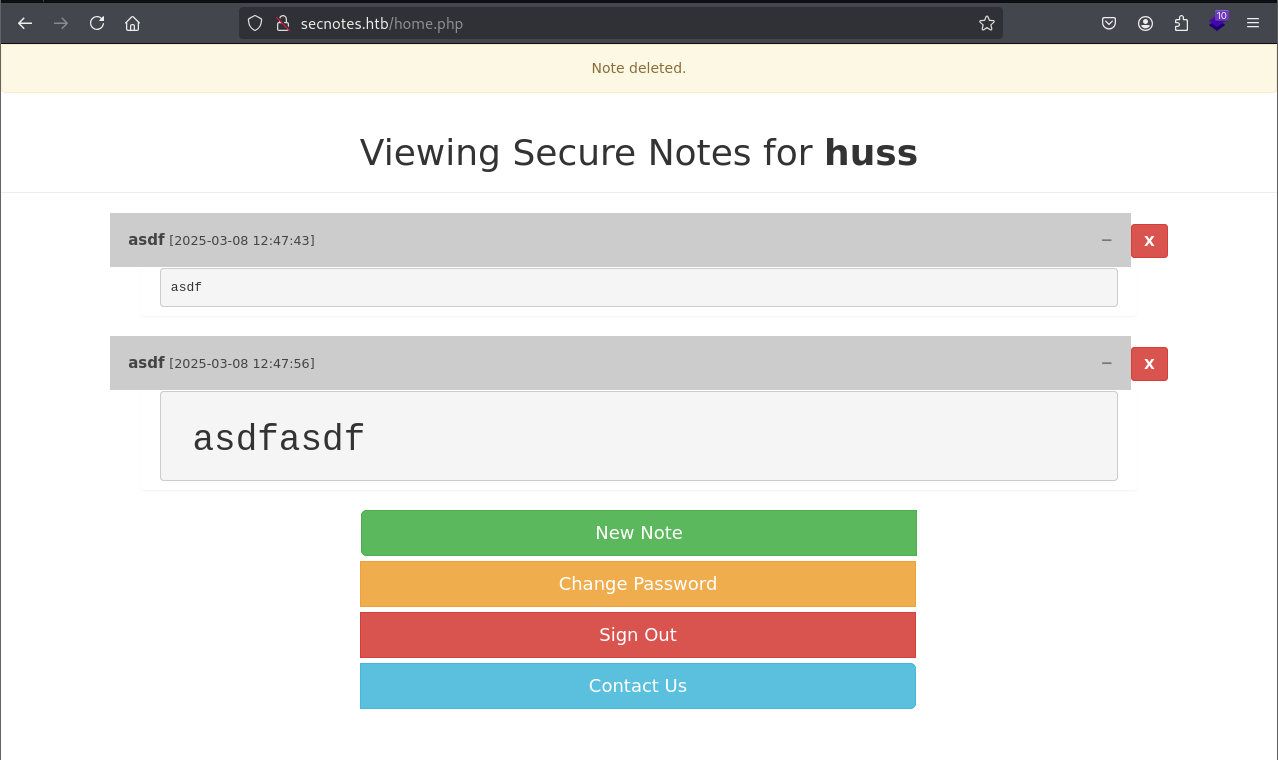 secnotes.htb/home.php
10
Note deleted.
Viewing Secure Notes for huss
asdf [2025-03-08 12:47:43]
X
asdf
asdf [2025-03-08 12:47:56]
X
asdfasdf
New Note
Change Password
Sign Out
Contact Us